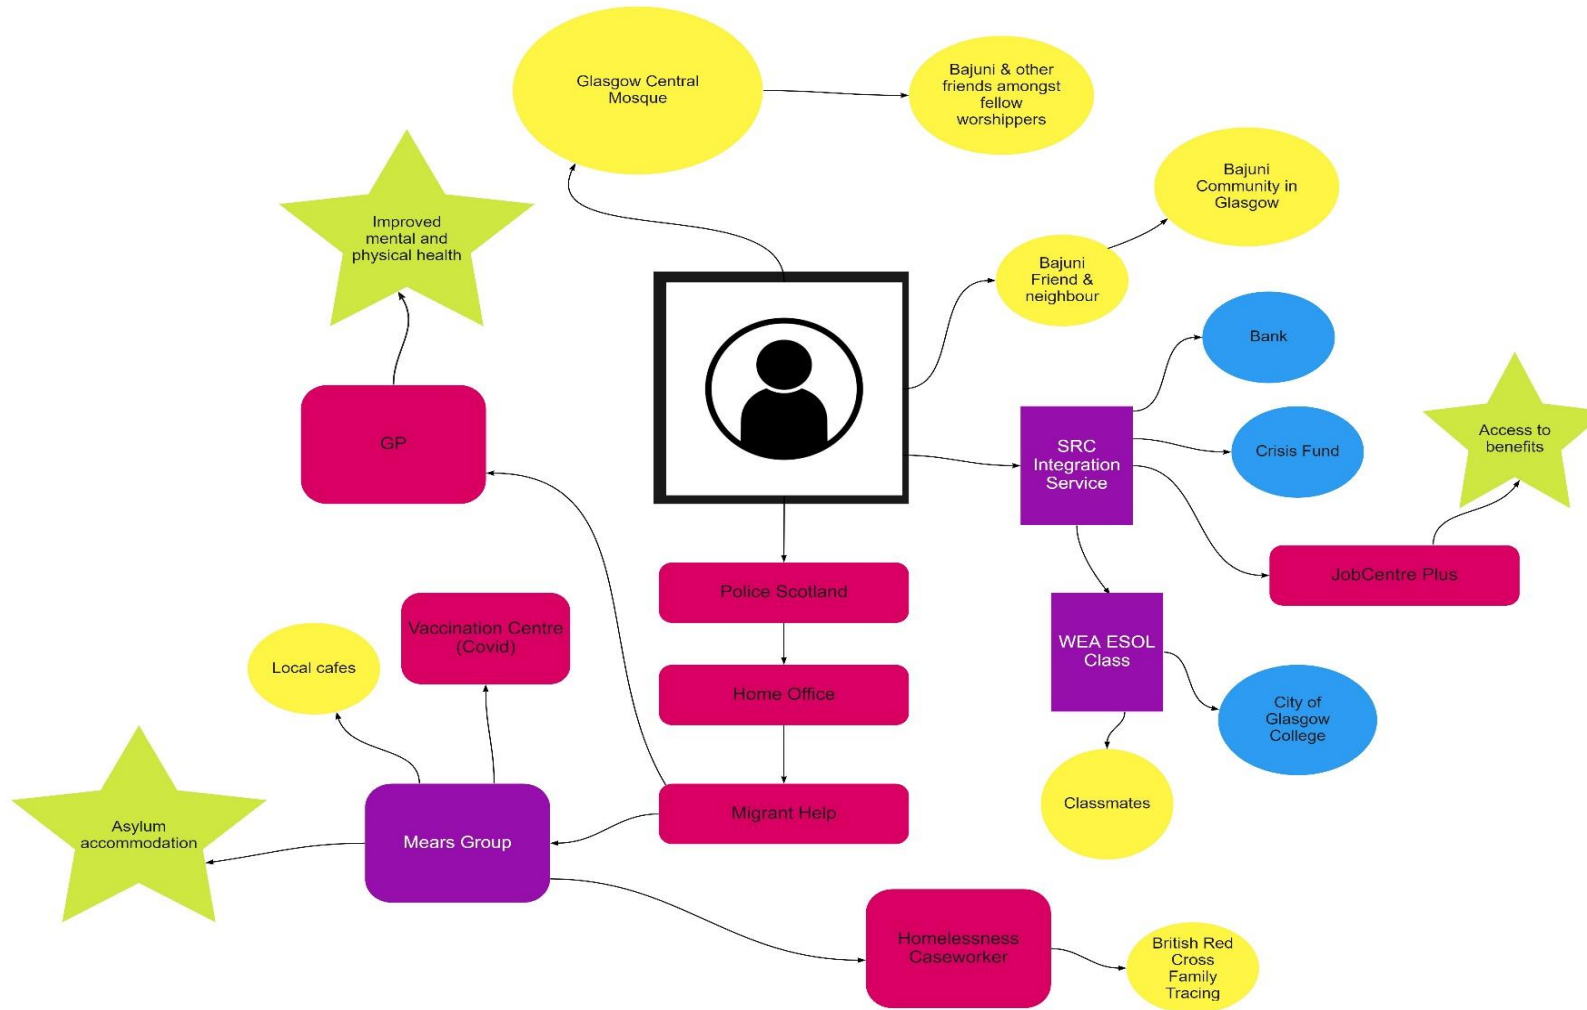 Glasgow Central
Mosque
Bajuni & other
friends amongst
fellow
worshippers
Bajuni
Community in
Glasgow
Improved
mental and
physical health
Bajuni
Friend &
neighbour
Bank
GP
SRC
Integration
Service
Crisis Fund
Access to
benefits
Police Scotland
JobCentre Plus
Vaccination Centre
(Covid)
WEA ESOL
Class
Local cafes
Home Office
City of
Glasgow
College
Asylum
accommodation
Mears Group
Migrant Help
Classmates
Homelessness
Caseworker
British Red
Cross
Family
Tracing